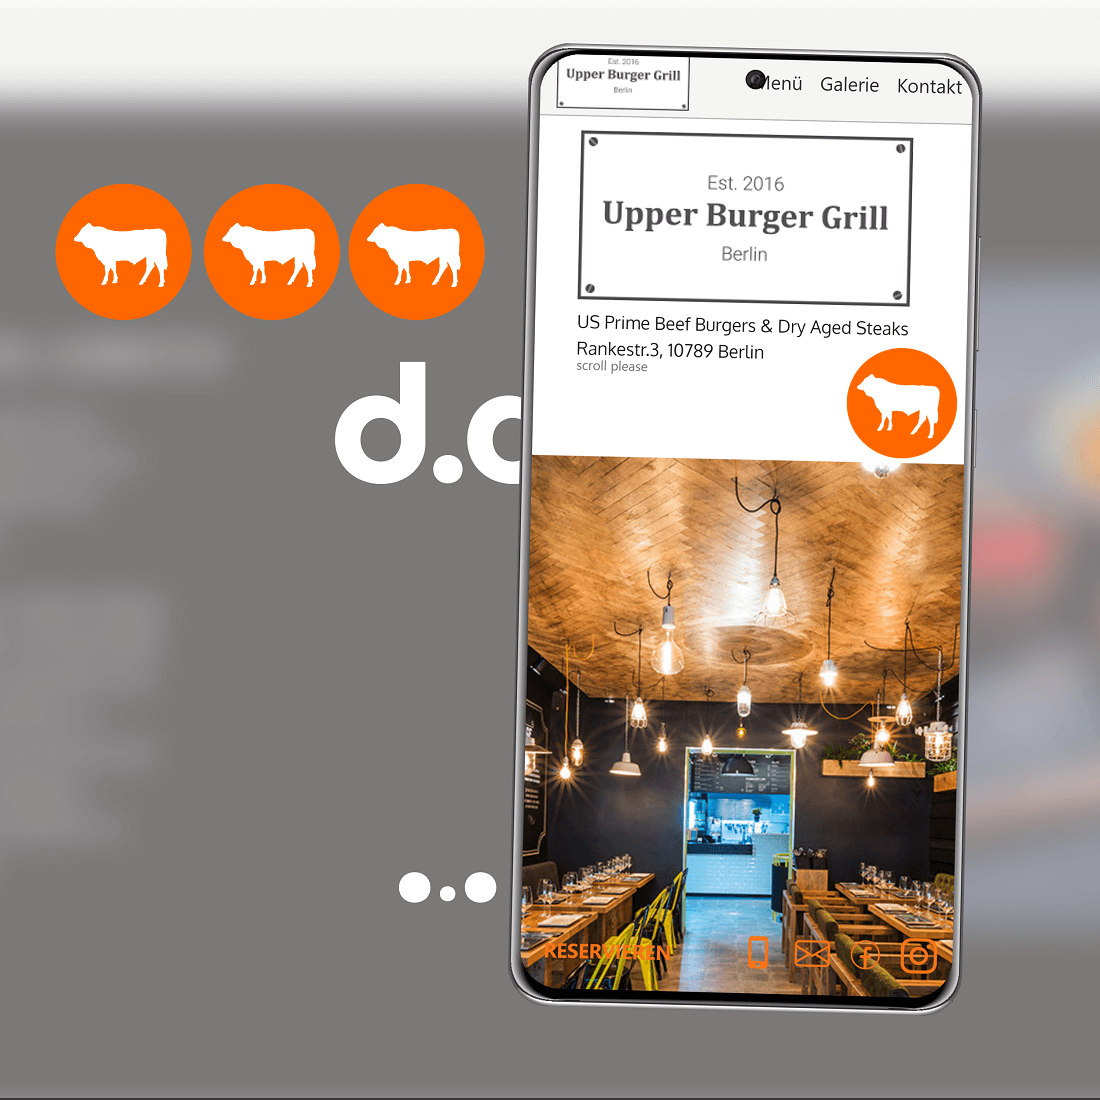 Est. 2016
Upper Burger Grill
Berlin
Menü Galerie Kontakt
Est. 2016
Upper Burger Grill
Berlin
US Prime Beef Burgers & Dry Aged Steaks
Rankestr.3, 10789 Berlin
scroll please
d.
RESERVIEREN